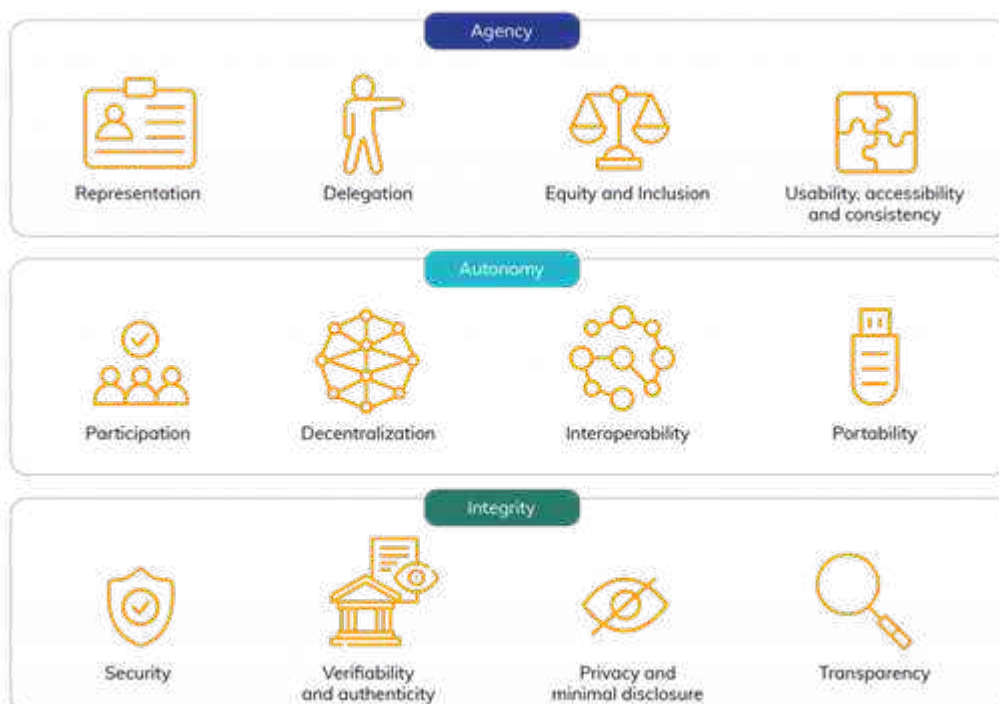 Agency
Representation
Delegation
Equity and Inclusion
Usability, accessibility
and consistency
Autonomy
Participation
Decentralization
Interoperability
Portability
Integrity
Security
Verifiability
and authenticity
Privacy and
minimal disclosure
Transparency